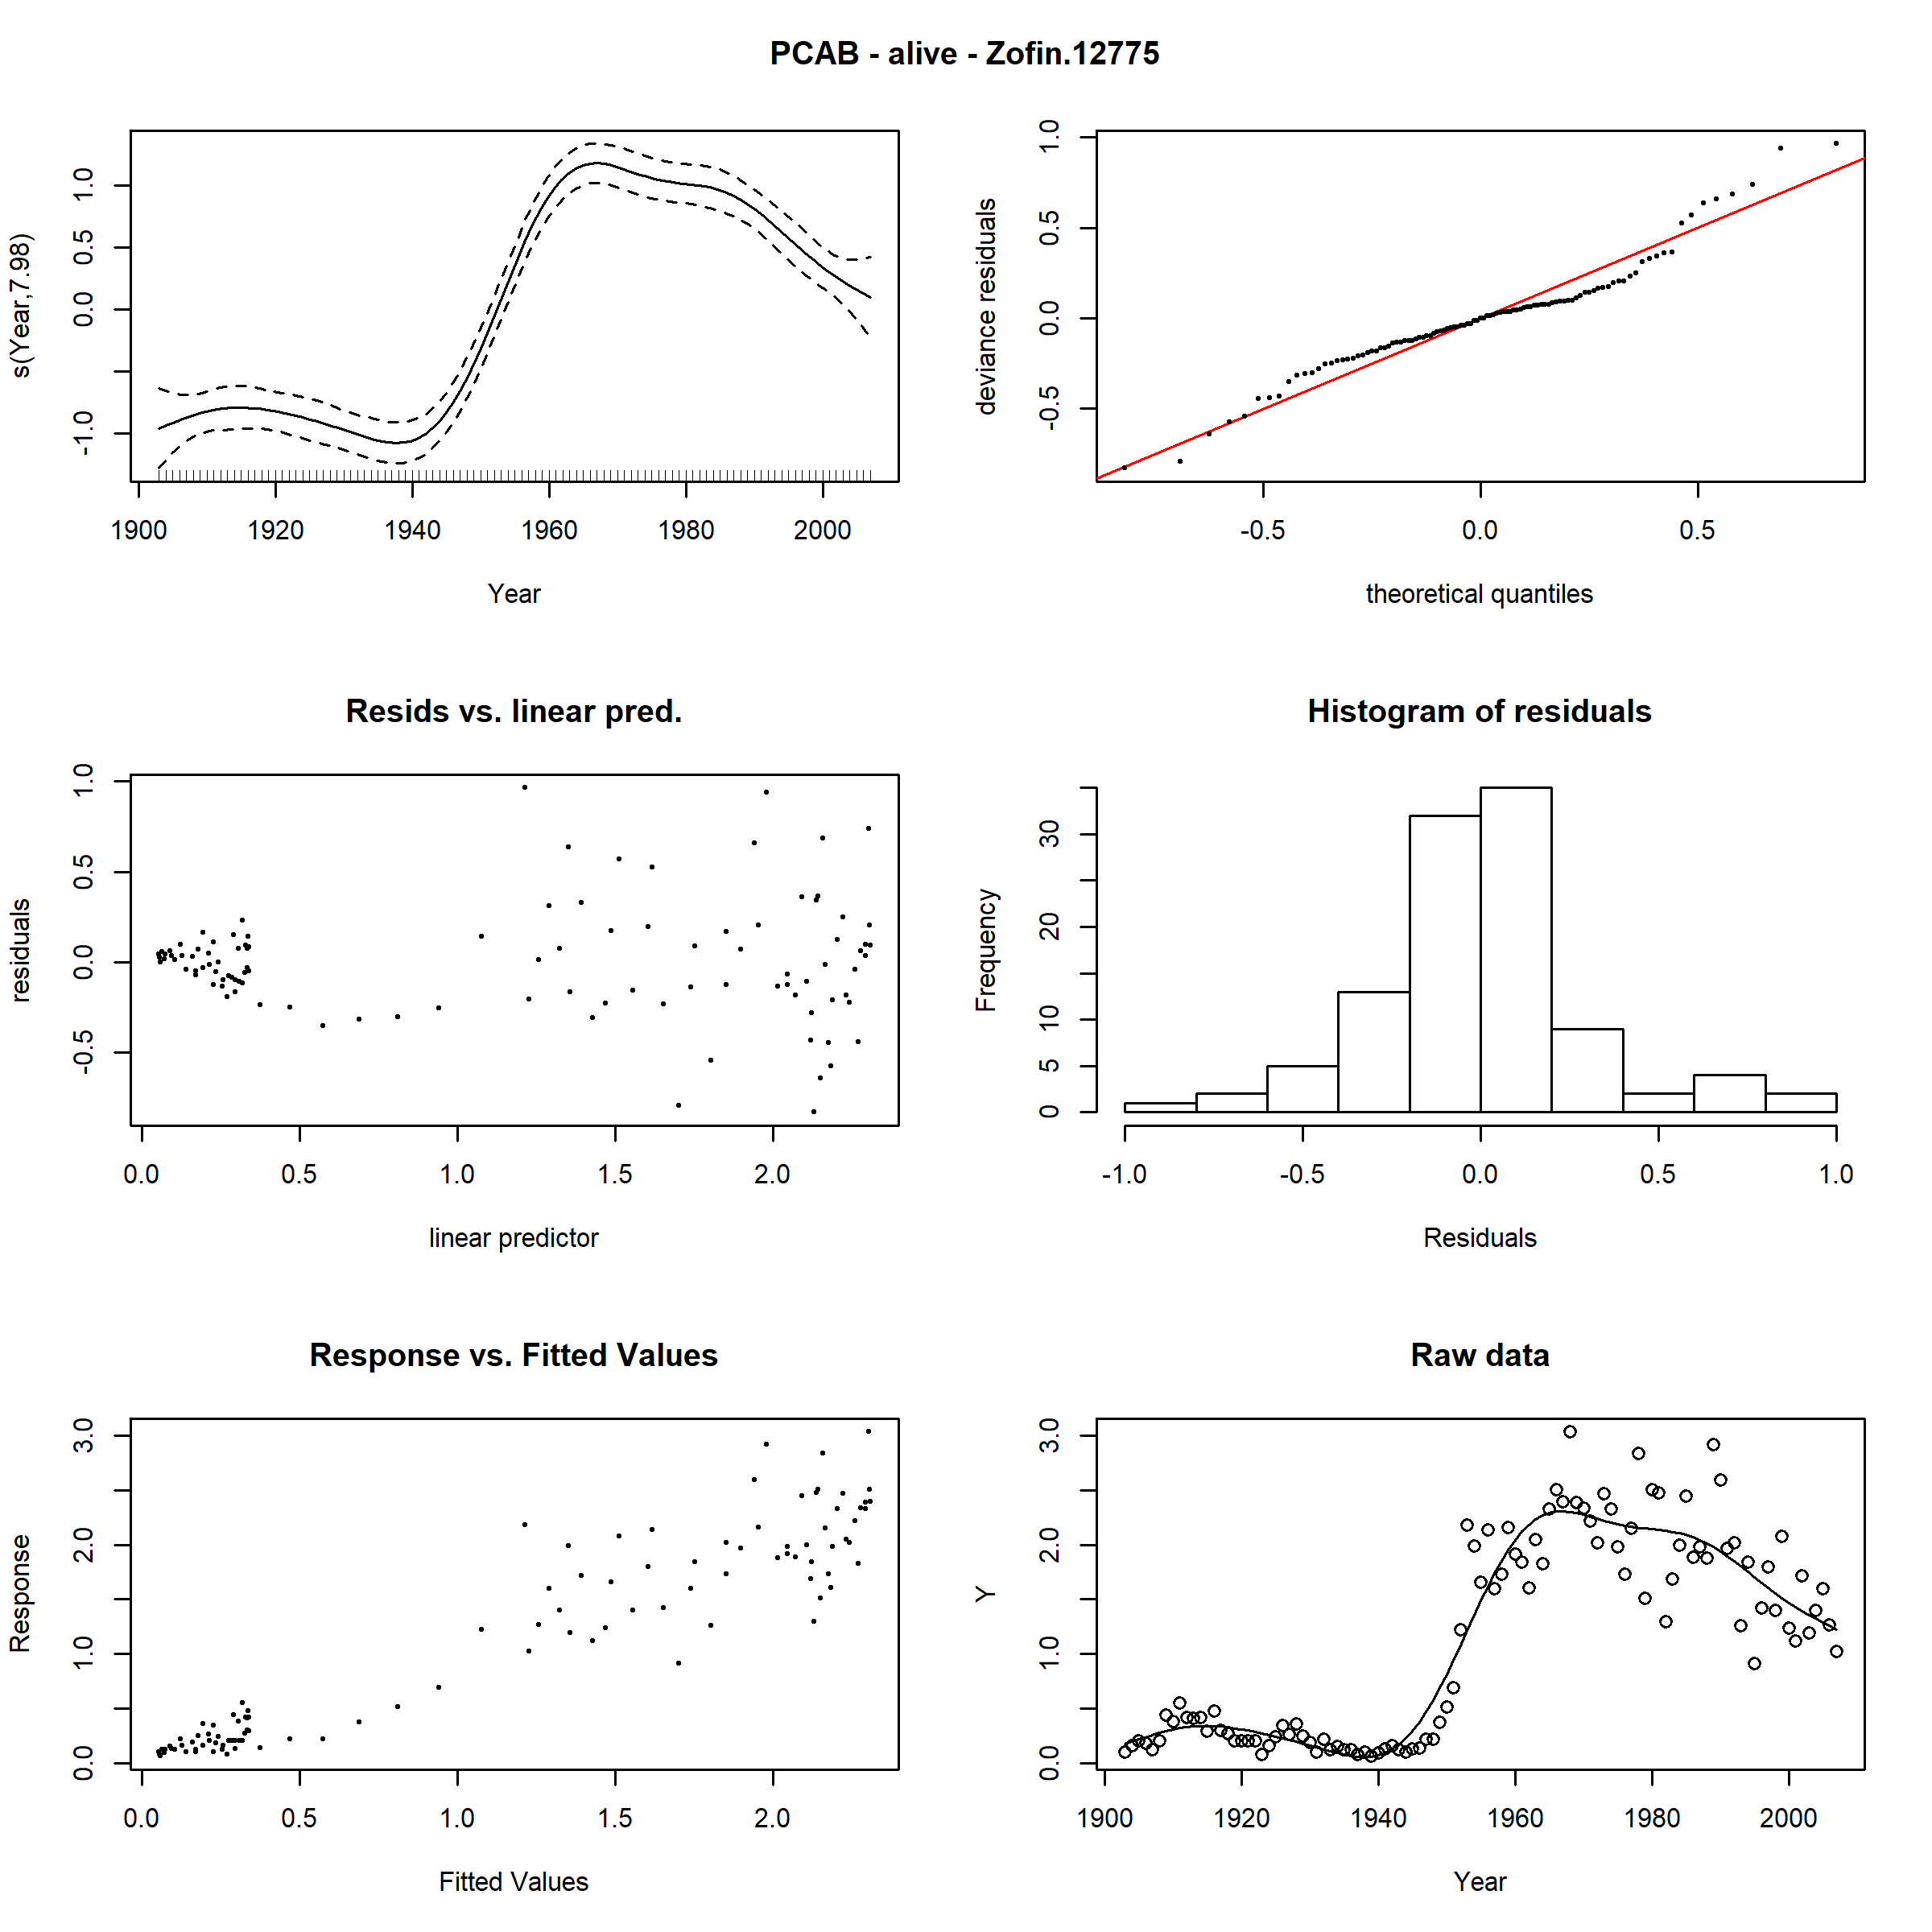 PCAB - alive - Zofin.12775
s(Year,7.98)
-1.0 0.0 0.5 1.0
1900 1920 1940 1960 1980 2000
Year
deviance residuals
-0.5 0.0 0.5 1.0
-0.5 0.0 0.5
theoretical quantiles
Resids vs. linear pred.
residuals
-0.5 0.0 0.5 1.0
0.0 0.5 1.0 1.5 2.0
linear predictor
Histogram of residuals
Frequency
0 5 10 20 30
-1.0 -0.5 0.0 0.5 1.0
Residuals
Response vs. Fitted Values
Response
0.0 1.0 2.0 3.0
0.0 0.5 1.0 1.5 2.0
Fitted Values
Raw data
Y
0.0 1.0 2.0 3.0
1900 1920 1940 1960 1980 2000
Year